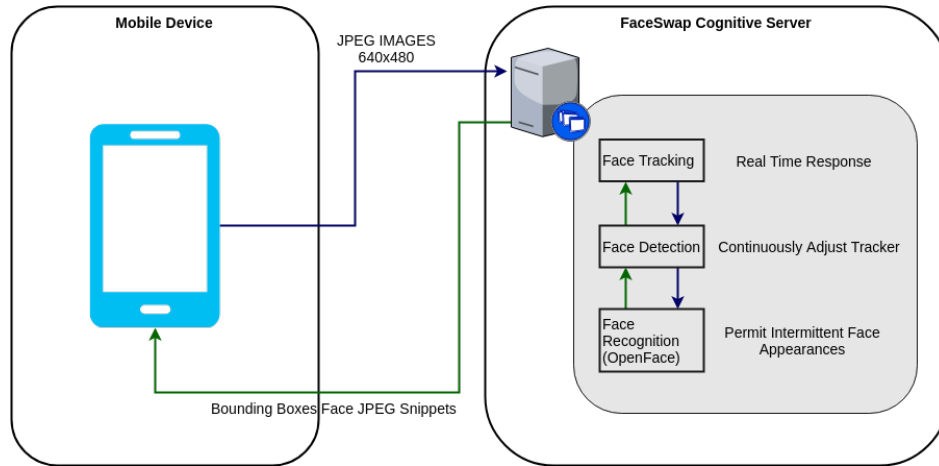 Mobile Device
FaceSwap Cognitive Server
JPEG IMAGES
640x480
Face Tracking
Real Time Response
Face Detection
Continuously Adjust Tracker
Face
Recognition
(OpenFace)
Permit Intermittent Face
Appearances
Bounding Boxes Face JPEG Snippets